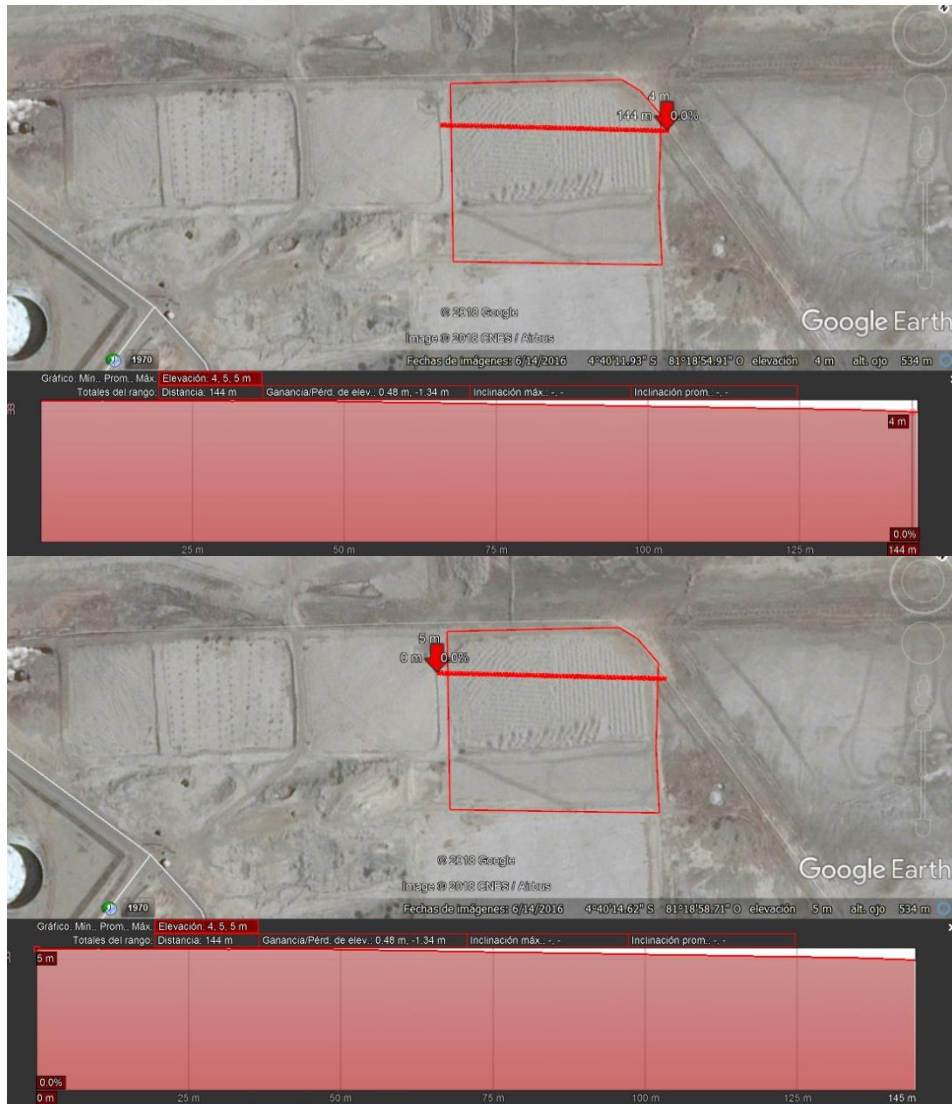 N
4 m
144 m 0.0%
© 2018 Google
Image © 2018 CNES / Airbus
Google Earth
1970
Fechas de imágenes: 6/14/2016 4°40'11.93" S 81°18'54.91" O elevación 4 m alt. ojo 534 m
Gráfico: Mín., Prom., Máx. Elevación: 4, 5, 5 m
Totales del rango: Distancia: 144 m Ganancia/Pérd. de elev.: 0.48 m, -1.34 m Inclinación máx.: -, - Inclinación prom.: -, -
4 m
0.0%
25 m 50 m 75 m 100 m 125 m 144 m
5 m
0 m 0.0%
© 2018 Google
Image © 2018 CNES / Airbus
Google Earth
1970
Fechas de imágenes: 6/14/2016 4°40'14.62" S 81°18'58.71" O elevación 5 m alt. ojo 534 m
Gráfico: Mín., Prom., Máx. Elevación: 4, 5, 5 m
Totales del rango: Distancia: 144 m Ganancia/Pérd. de elev.: 0.48 m, -1.34 m Inclinación máx.: -, - Inclinación prom.: -, -
5 m
0.0%
0 m 25 m 50 m 75 m 100 m 125 m 145 m